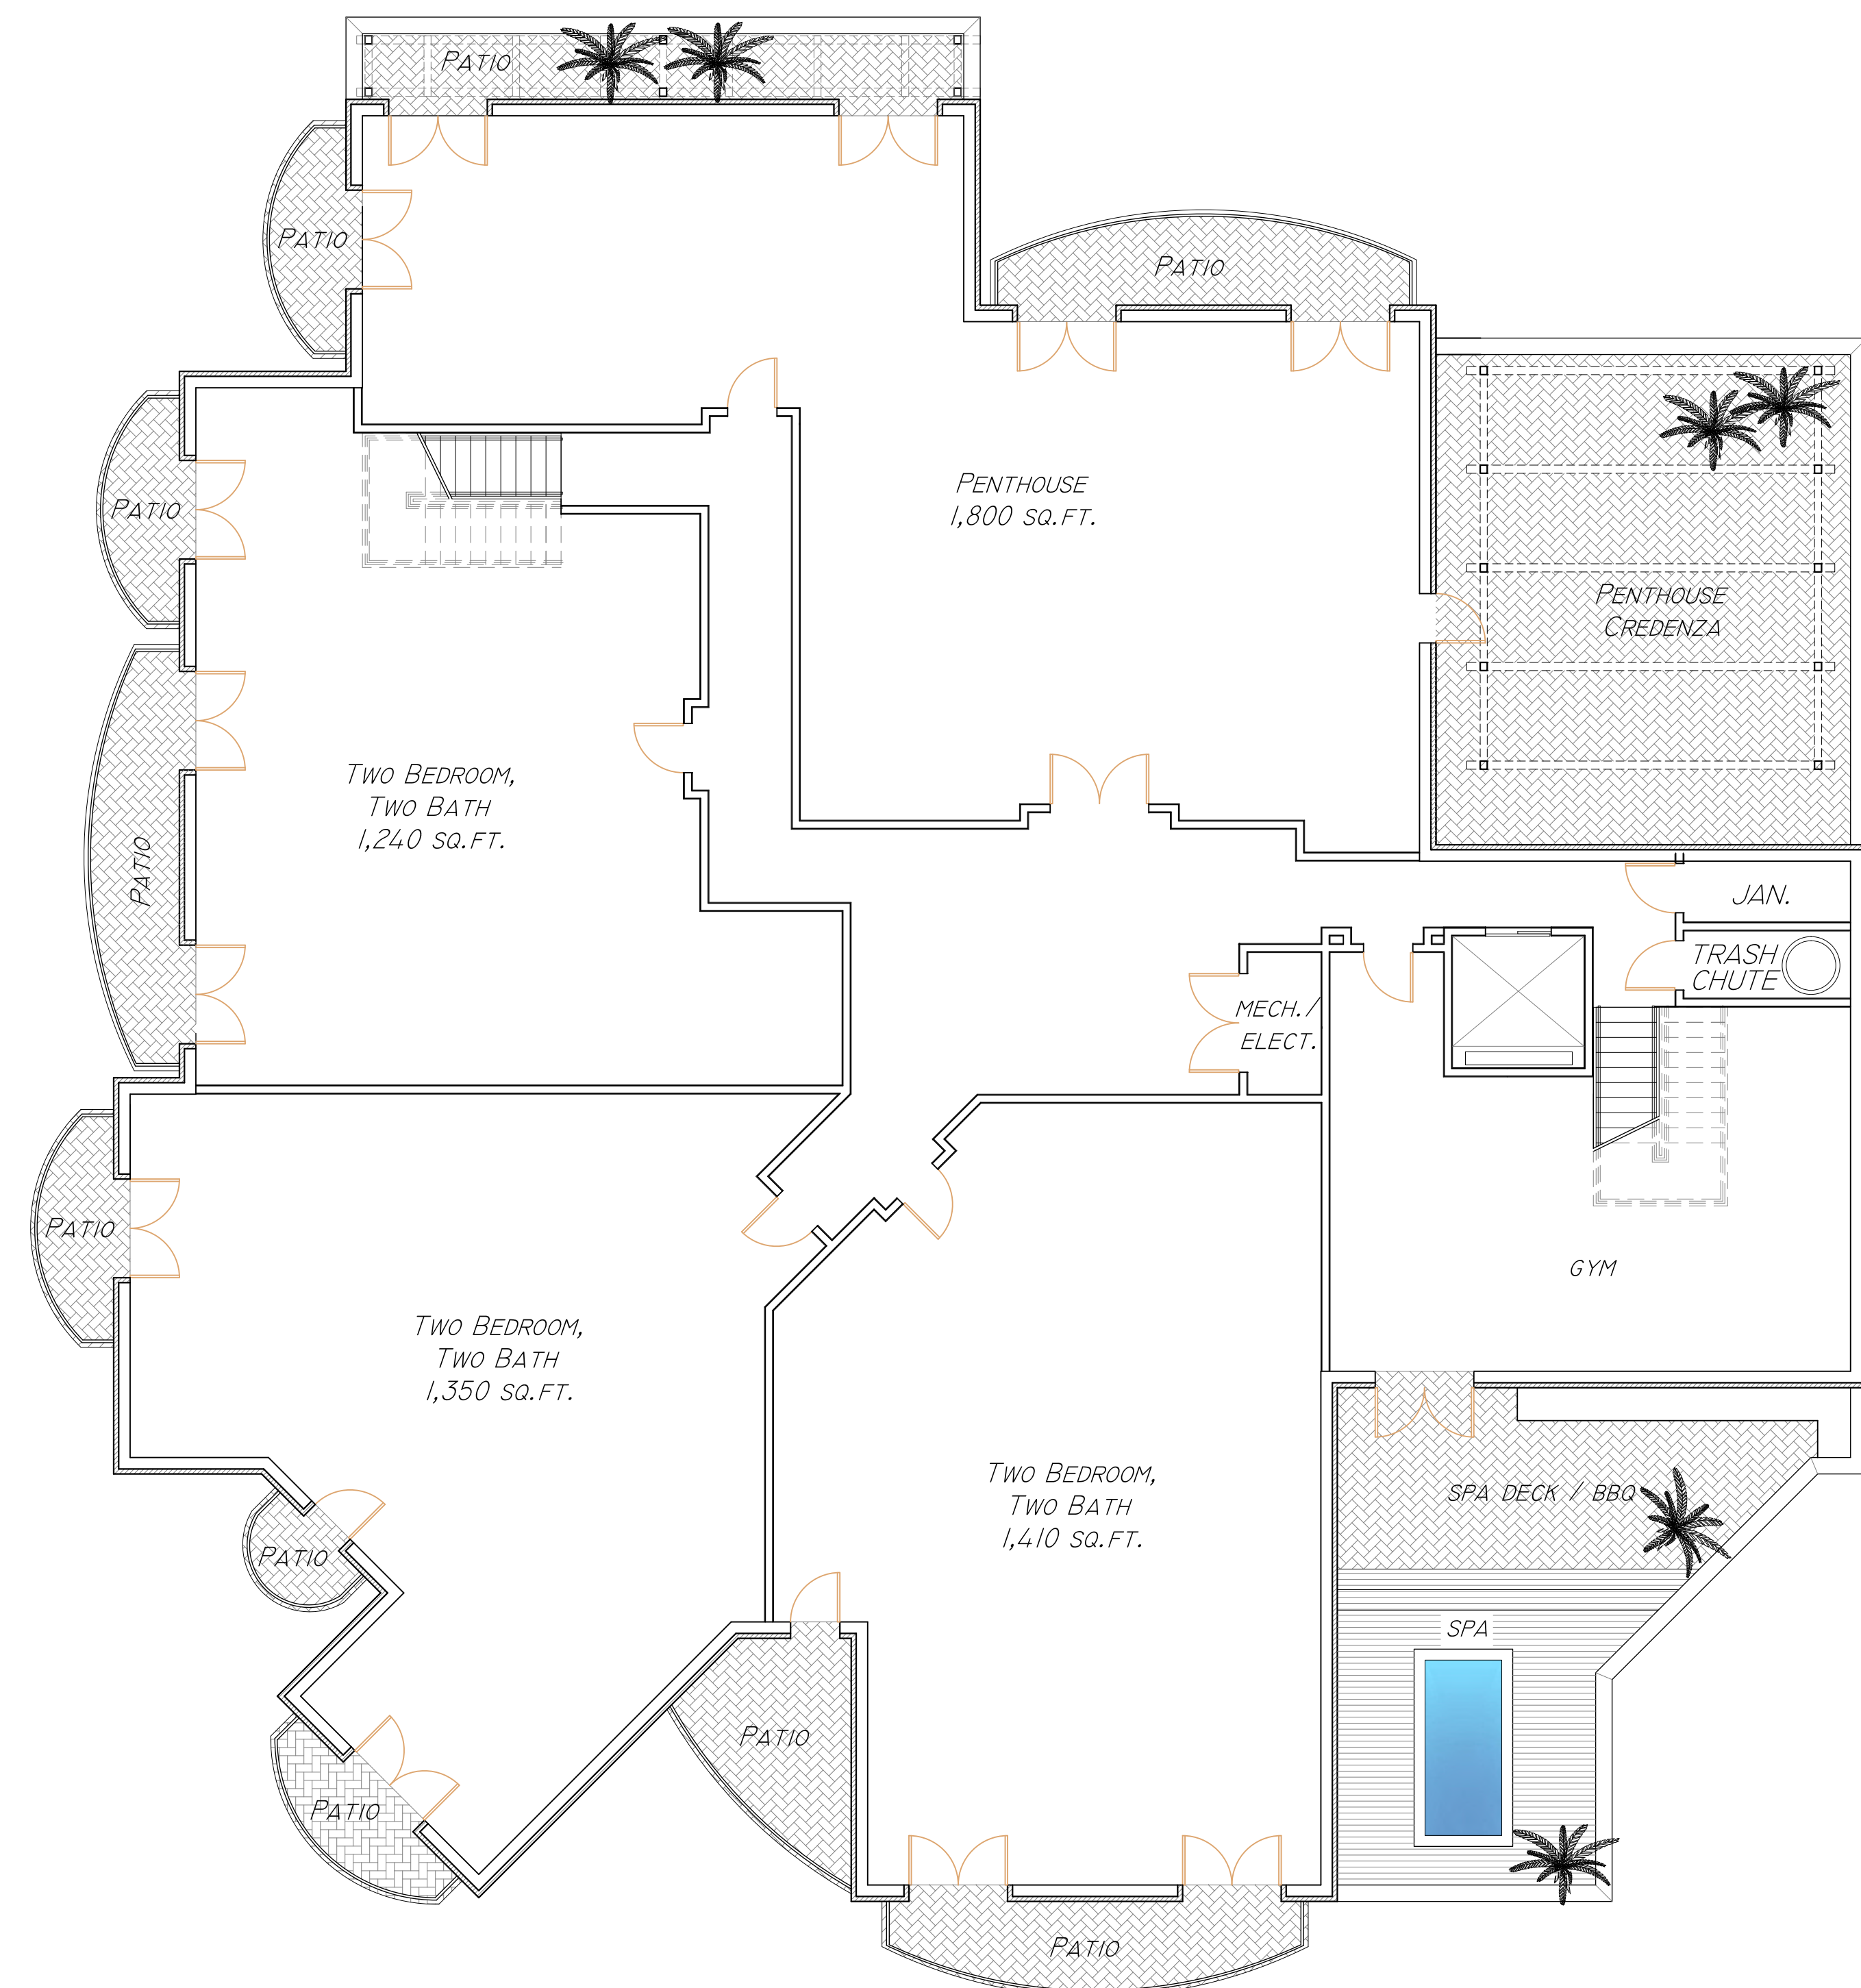 PATIO
PATIO
PATIO
PENTHOUSE
1,800 SQ.FT.
PATIO
PENTHOUSE
CREDENZA
TWO BEDROOM,
TWO BATH
1,240 SQ.FT.
PATIO
JAN.
TRASH
CHUTE
MECH./
ELECT.
PATIO
GYM
TWO BEDROOM,
TWO BATH
1,350 SQ.FT.
TWO BEDROOM,
TWO BATH
1,410 SQ.FT.
SPA DECK / BBQ
PATIO
SPA
PATIO
PATIO
PATIO